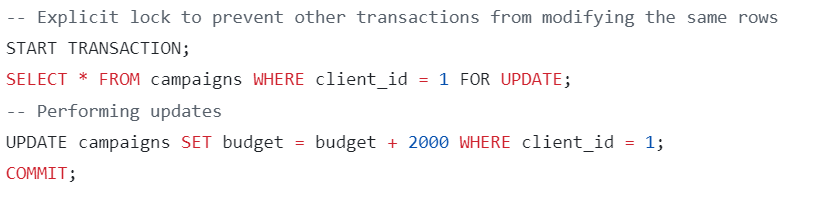 -- Explicit lock to prevent other transactions from modifying the same rows
START TRANSACTION;
SELECT * FROM campaigns WHERE client_id = 1 FOR UPDATE;
-- Performing updates
UPDATE campaigns SET budget = budget + 2000 WHERE client_id = 1;
COMMIT;